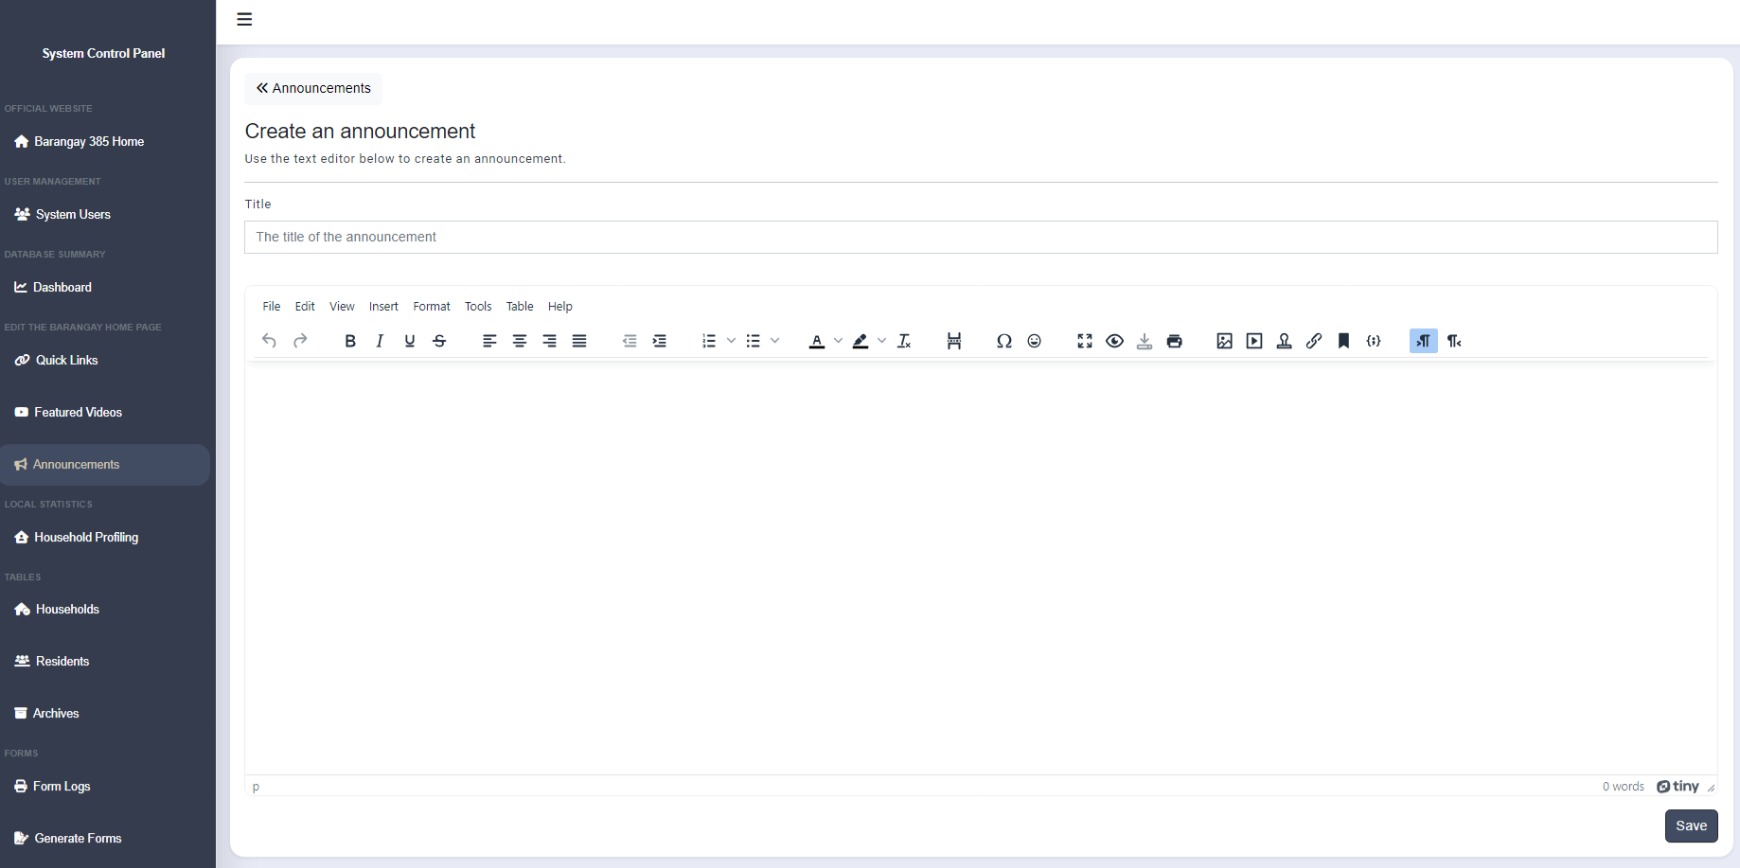 System Control Panel
OFFICIAL WEBSITE
Barangay 385 Home
USER MANAGEMENT
System Users
DATABASE SUMMARY
Dashboard
EDIT THE BARANGAY HOME PAGE
Quick Links
Featured Videos
Announcements
LOCAL STATISTICS
Household Profiling
TABLES
Households
Residents
Archives
FORMS
Form Logs
Generate Forms
Announcements
Create an announcement
Use the text editor below to create an announcement.
Title
The title of the announcement
File Edit View Insert Format Tools Table Help
p
0 words tiny
Save